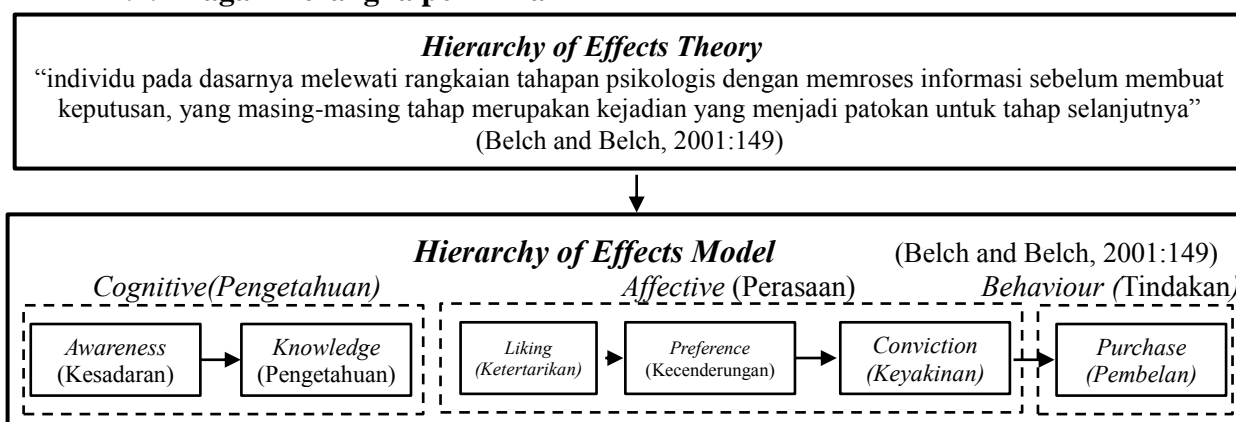 Hierarchy of Effects Theory
“individu pada dasarnya melewati rangkaian tahapan psikologis dengan memroses informasi sebelum membuat
keputusan, yang masing-masing tahap merupakan kejadian yang menjadi patokan untuk tahap selanjutnya”
(Belch and Belch, 2001:149)
Hierarchy of Effects Model (Belch and Belch, 2001:149)
Cognitive(Pengetahuan) Affective (Perasaan) Behaviour (Tindakan)
Awareness
(Kesadaran)
Knowledge
(Pengetahuan)
Liking
(Ketertarikan)
Preference
(Kecenderungan)
Conviction
(Keyakinan)
Purchase
(Pembelan)